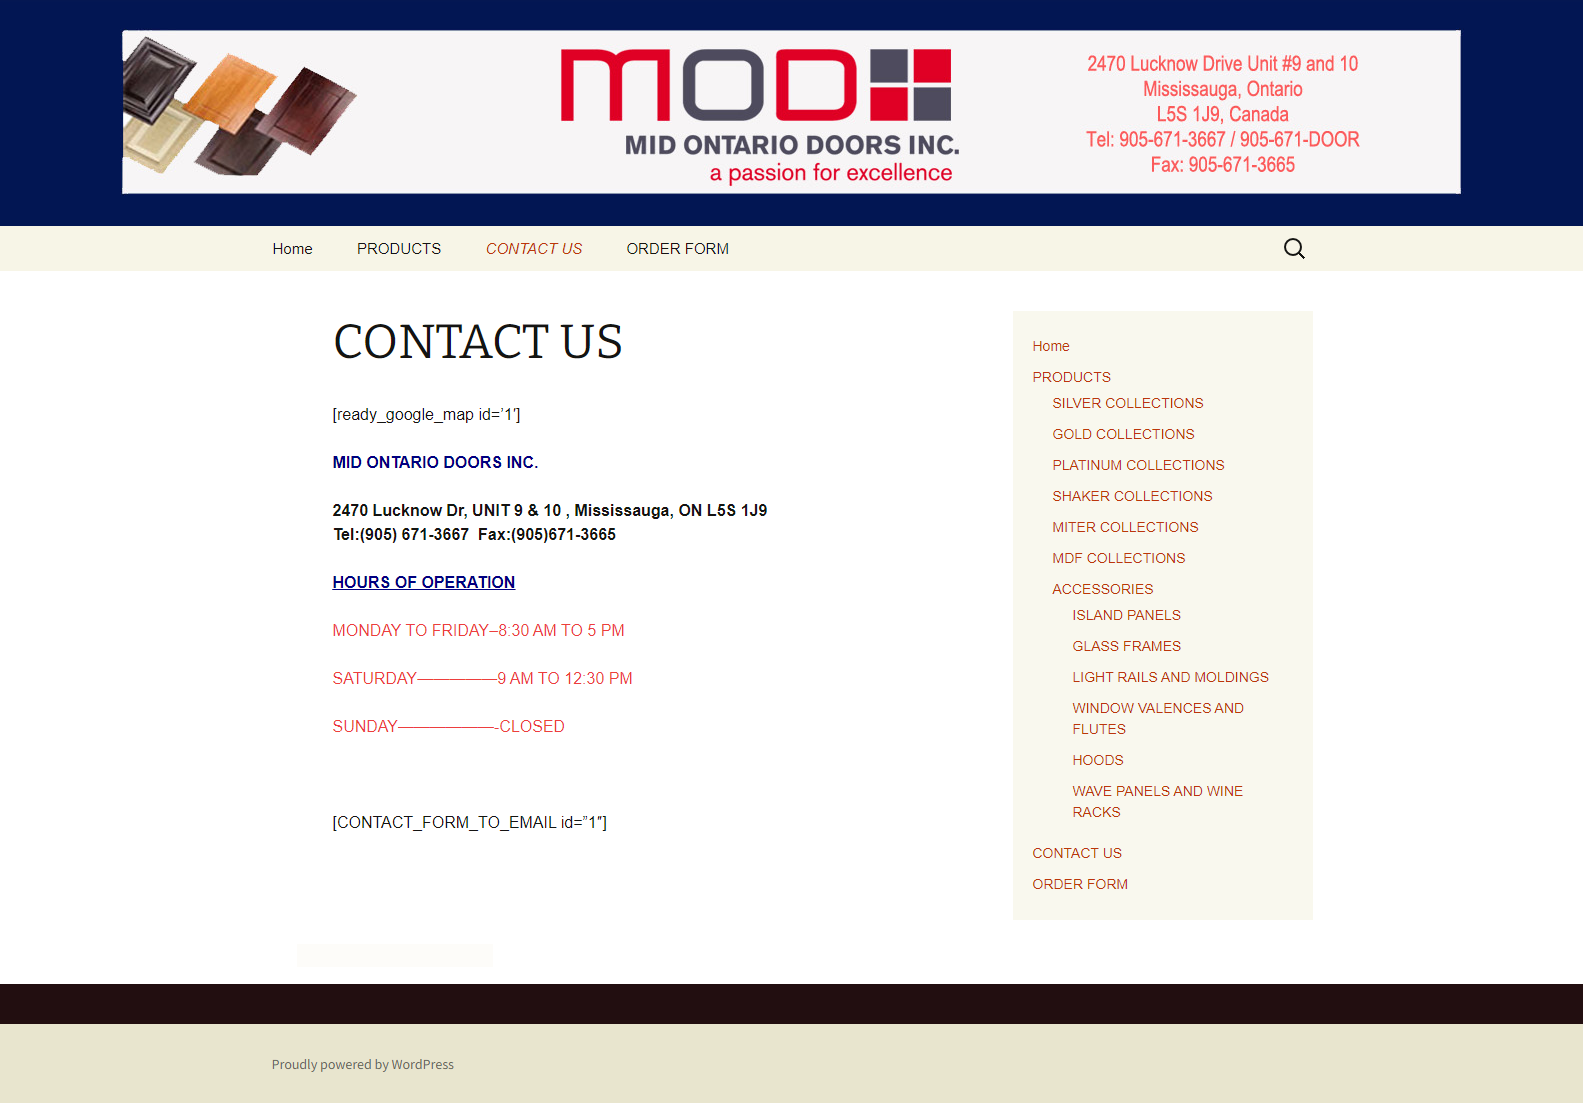 MOD
MID ONTARIO DOORS INC.
a passion for excellence
2470 Lucknow Drive Unit #9 and 10
Mississauga, Ontario
L5S 1J9, Canada
Tel: 905-671-3667 / 905-671-DOOR
Fax: 905-671-3665
Home PRODUCTS CONTACT US ORDER FORM
CONTACT US
[ready_google_map id=’1′]
MID ONTARIO DOORS INC.
2470 Lucknow Dr, UNIT 9 & 10 , Mississauga, ON L5S 1J9
Tel:(905) 671-3667  Fax:(905)671-3665
HOURS OF OPERATION
MONDAY TO FRIDAY–8:30 AM TO 5 PM
SATURDAY—————9 AM TO 12:30 PM
SUNDAY——————-CLOSED
[CONTACT_FORM_TO_EMAIL id=”1″]
Home
PRODUCTS
SILVER COLLECTIONS
GOLD COLLECTIONS
PLATINUM COLLECTIONS
SHAKER COLLECTIONS
MITER COLLECTIONS
MDF COLLECTIONS
ACCESSORIES
ISLAND PANELS
GLASS FRAMES
LIGHT RAILS AND MOLDINGS
WINDOW VALENCES AND
FLUTES
HOODS
WAVE PANELS AND WINE
RACKS
CONTACT US
ORDER FORM
Proudly powered by WordPress